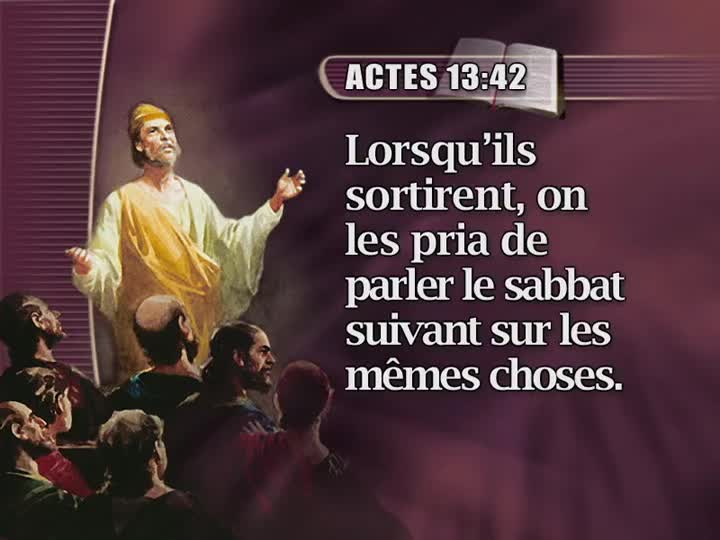 ACTES 13:42
Lorsqu'ils
sortirent, on
les pria de
parler le sabbat
suivant sur les
mêmes choses.